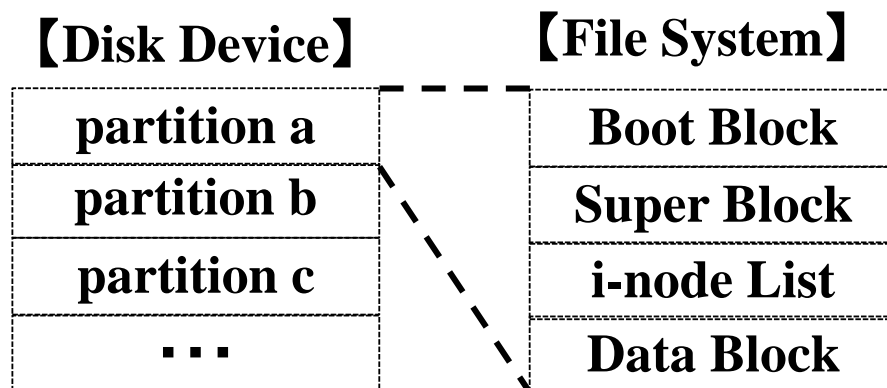 【Disk Device】
partition a
partition b
partition c
...
【File System】
Boot Block
Super Block
i-node List
Data Block